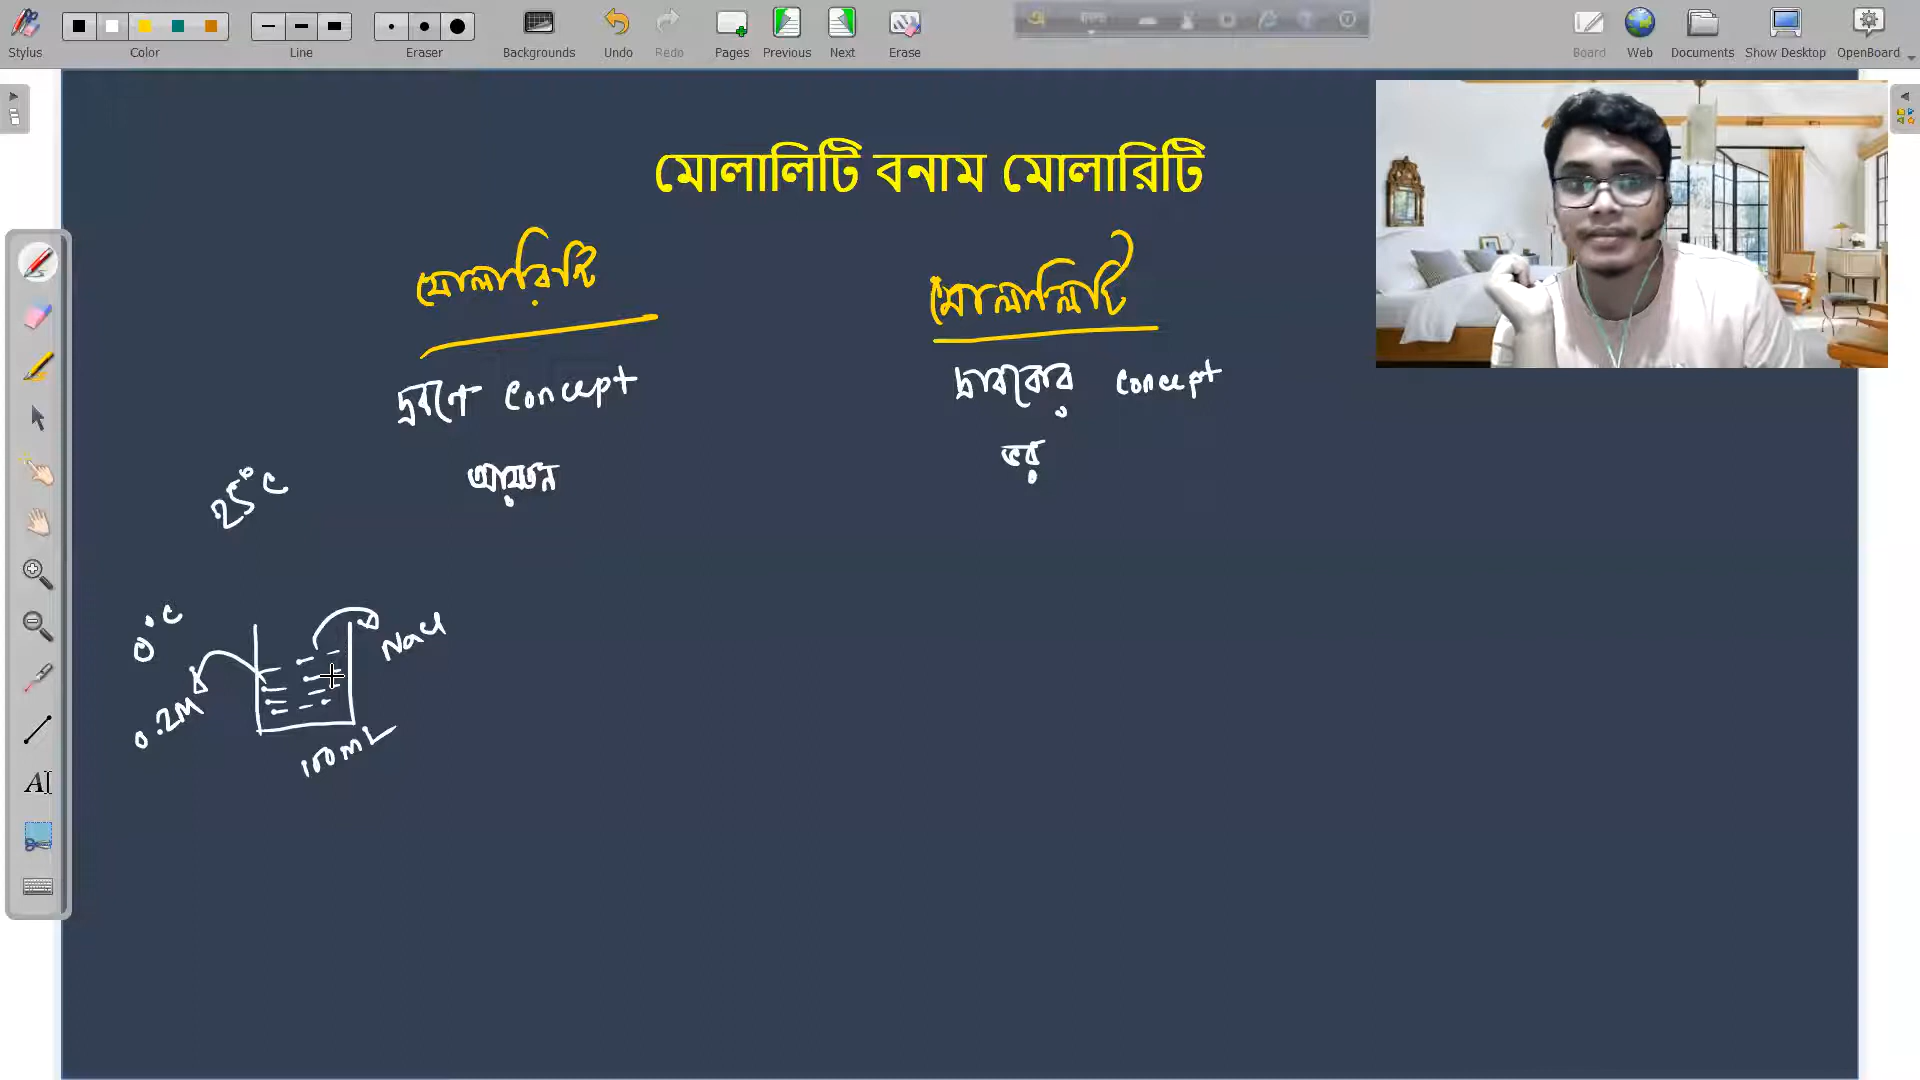 Stylus
Color
Line
Eraser
Backgrounds
Undo
Redo
Pages
Previous
Next
Erase
Board
Web
Documents
Show Desktop
OpenBoard
মোলালিটি বনাম মোলারিটি
মোলারিটি
মোলালিটি
দ্রবণে concept
দ্রাবকের concept
আয়তন
ভর
25°C
0°C
NaCl
0.2M
100mL